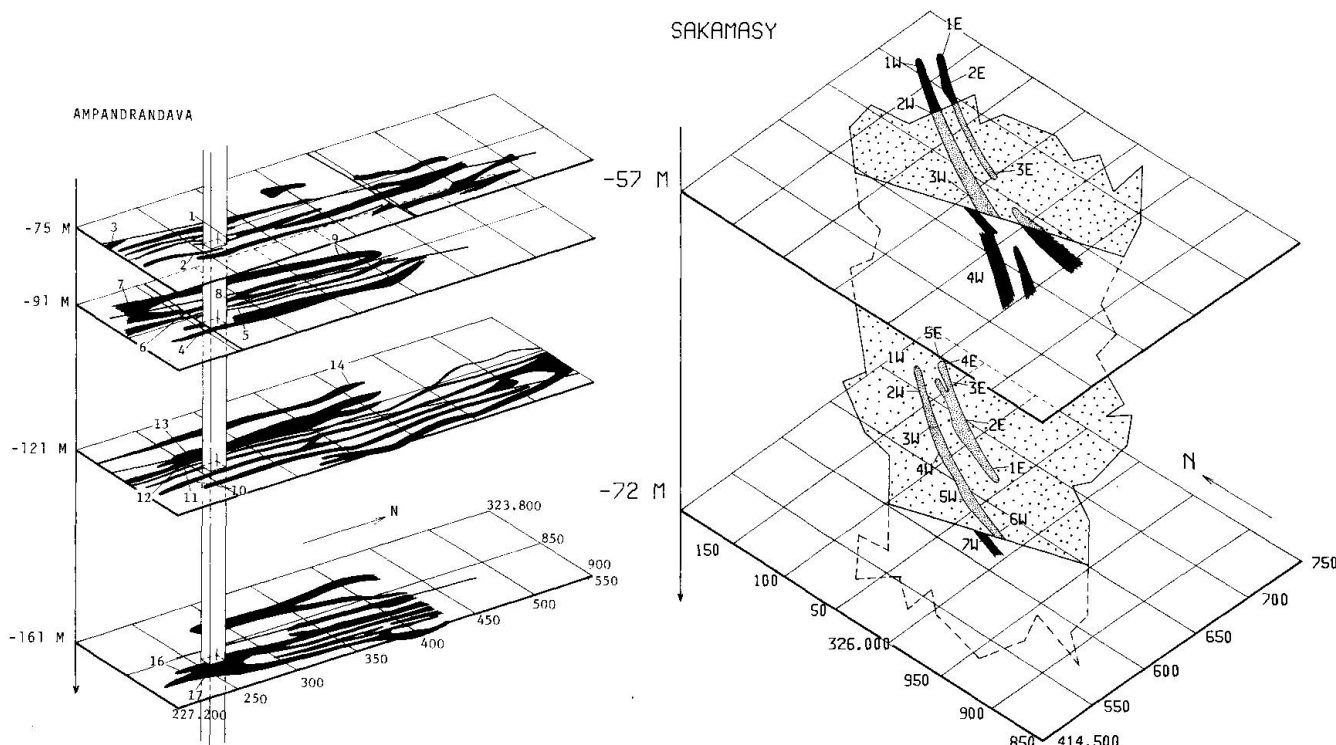 AMPANDRANDAVA
-75 M
3
1
2
-91 M
7
9
8
6
4
5
-121 M
14
13
12
11
10
N
323.800
850
900
550
500
450
400
350
300
250
227.200
-161 M
16
17
SAKAMASY
1E
1W
2E
2W
3W
3E
-57 M
4W
5E
1W
4E
2W
3E
3W
2E
4W
1E
5W
6W
7W
-72 M
N
150
100
50
326.000
950
900
850
414.500
550
600
650
700
750